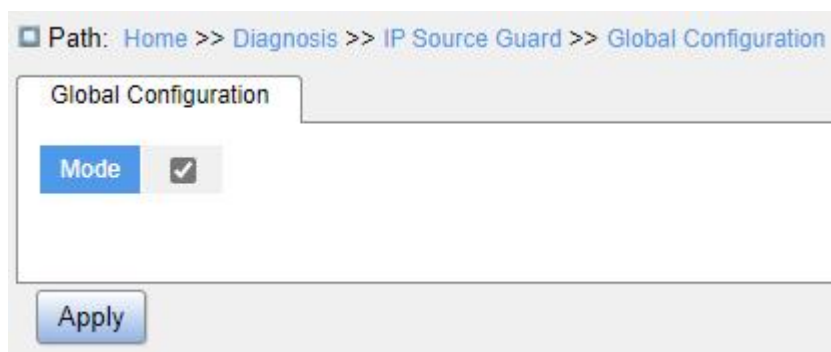 Path: Home >> Diagnosis >> IP Source Guard >> Global Configuration
Global Configuration
Mode
Apply